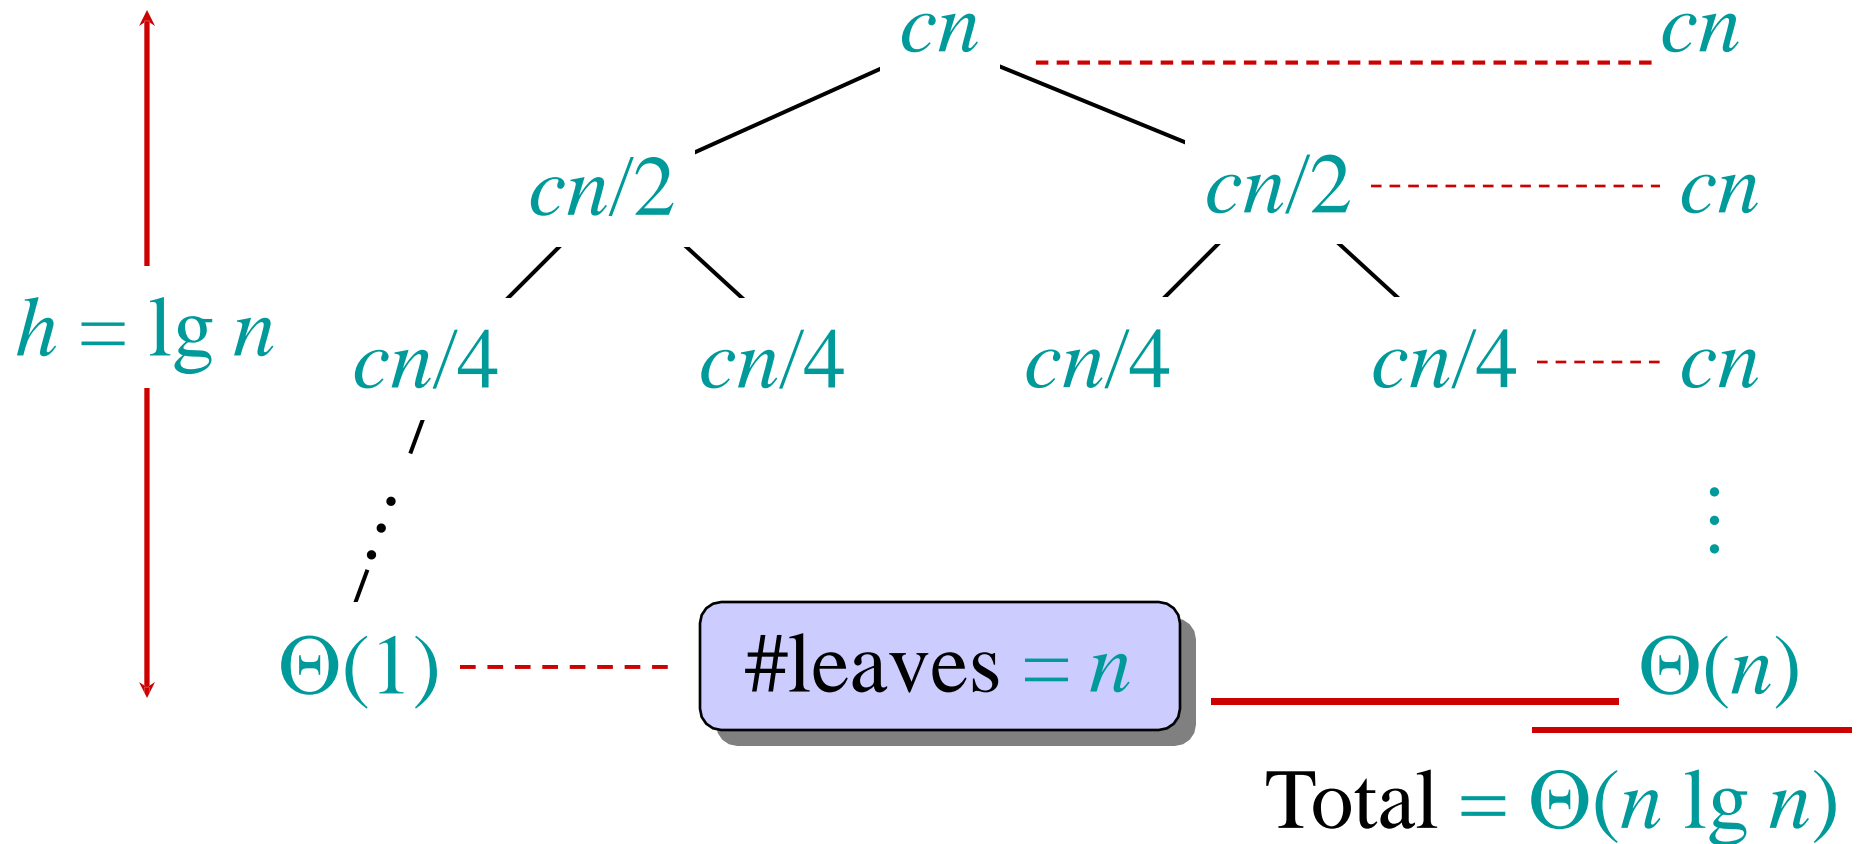 cn cn
cn/2 cn/2 cn
h = lg n cn/4 cn/4 cn/4 cn/4 cn
Θ(1) #leaves = n Θ(n)
Total = Θ(n lg n)